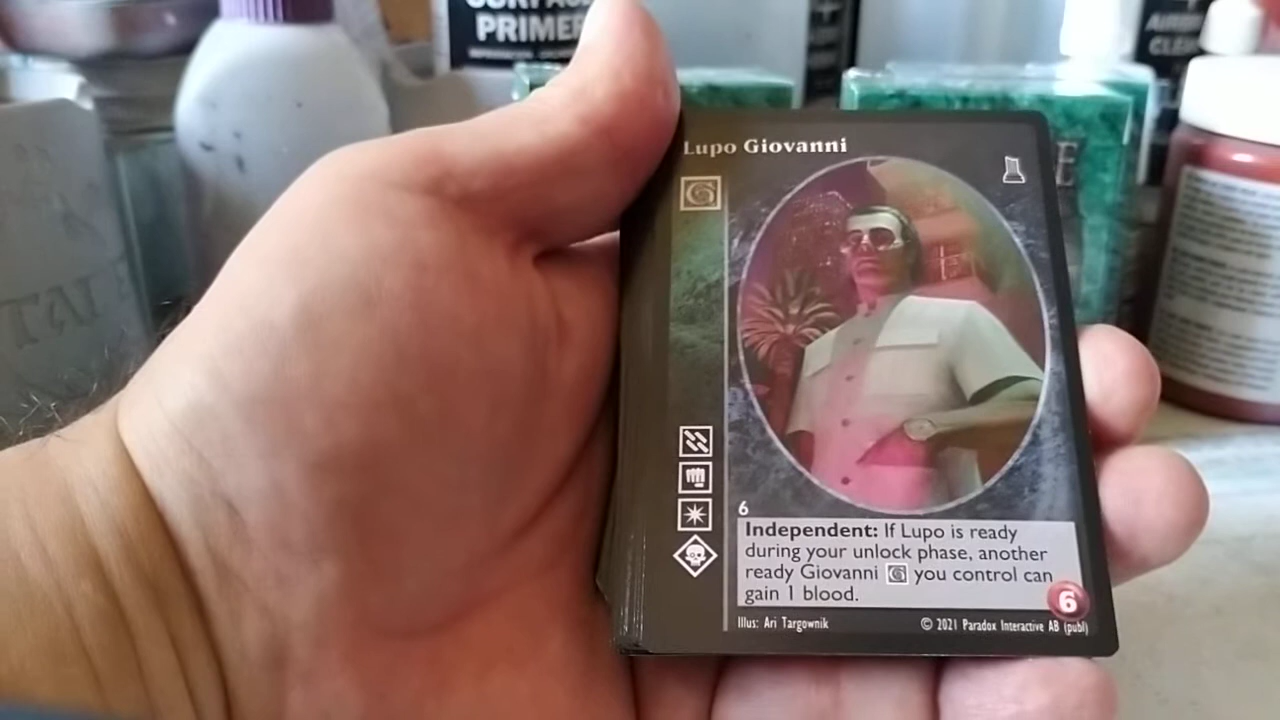 PRIMER
Lupo Giovanni
6
Independent: If Lupo is ready
during your unlock phase, another
ready Giovanni you control can
gain 1 blood.
6
Illus: Ari Targownik
© 2021 Paradox Interactive AB (publ)